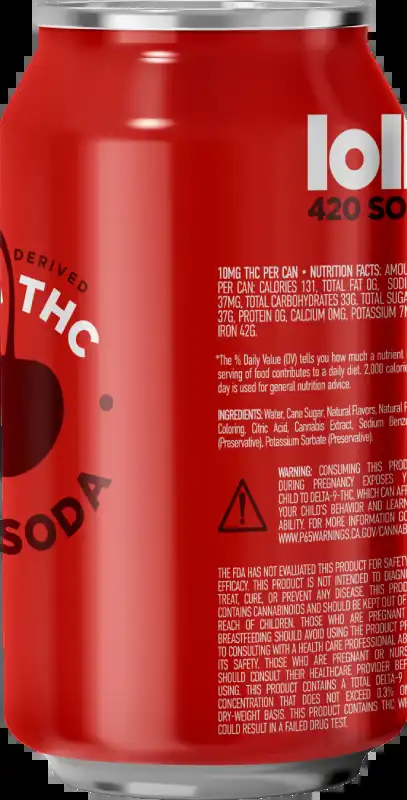 DERIVED
THC
SODA
loll
420 SO
10MG THC PER CAN • NUTRITION FACTS: AMOU
PER CAN: CALORIES 131, TOTAL FAT 0G, SODI
37MG, TOTAL CARBOHYDRATES 33G, TOTAL SUGA
37G, PROTEIN 0G, CALCIUM 0MG, POTASSIUM 7M
IRON 42G.
*The % Daily Value (DV) tells you how much a nutrient
serving of food contributes to a daily diet. 2,000 calorie
day is used for general nutrition advice.
INGREDIENTS: Water, Cane Sugar, Natural Flavors, Natural F
Coloring, Citric Acid, Cannabis Extract, Sodium Benzo
(Preservative), Potassium Sorbate (Preservative).
WARNING: CONSUMING THIS PROD
DURING PREGNANCY EXPOSES Y
CHILD TO DELTA-9-THC, WHICH CAN AFF
YOUR CHILD'S BEHAVIOR AND LEARN
ABILITY. FOR MORE INFORMATION GO
WWW.P65WARNINGS.CA.GOV/CANNAB
THE FDA HAS NOT EVALUATED THIS PRODUCT FOR SAFETY
EFFICACY. THIS PRODUCT IS NOT INTENDED TO DIAGN
TREAT, CURE, OR PREVENT ANY DISEASE. THIS PROD
CONTAINS CANNABINOIDS AND SHOULD BE KEPT OUT OF
REACH OF CHILDREN. THOSE WHO ARE PREGNANT
BREASTFEEDING SHOULD AVOID USING THE PRODUCT PR
TO CONSULTING WITH A HEALTH CARE PROFESSIONAL AB
ITS SAFETY. THOSE WHO ARE PREGNANT OR NURS
SHOULD CONSULT THEIR HEALTHCARE PROVIDER BEF
USING. THIS PRODUCT CONTAINS A TOTAL DELTA-9
CONCENTRATION THAT DOES NOT EXCEED 0.3% O
DRY-WEIGHT BASIS. THIS PRODUCT CONTAINS THC WH
COULD RESULT IN A FAILED DRUG TEST.